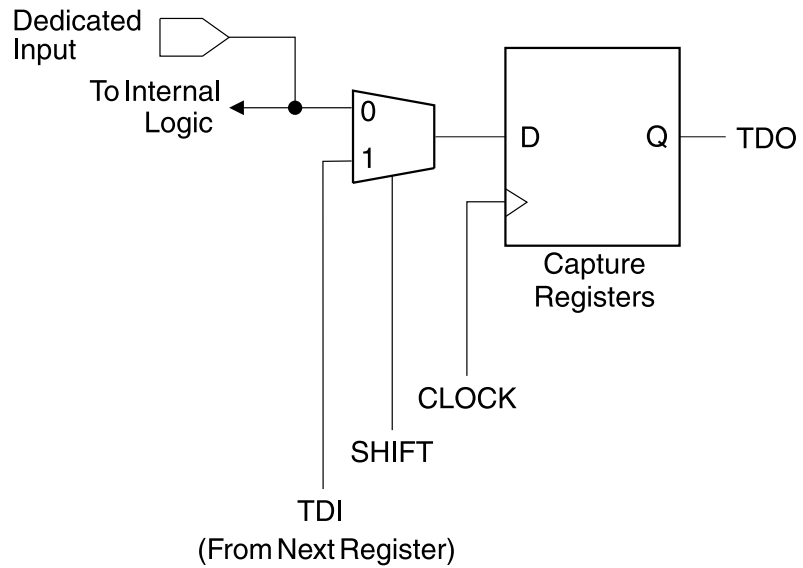 Dedicated
Input
To Internal
Logic
0
1
D
Q
TDO
Capture
Registers
CLOCK
SHIFT
TDI
(From Next Register)